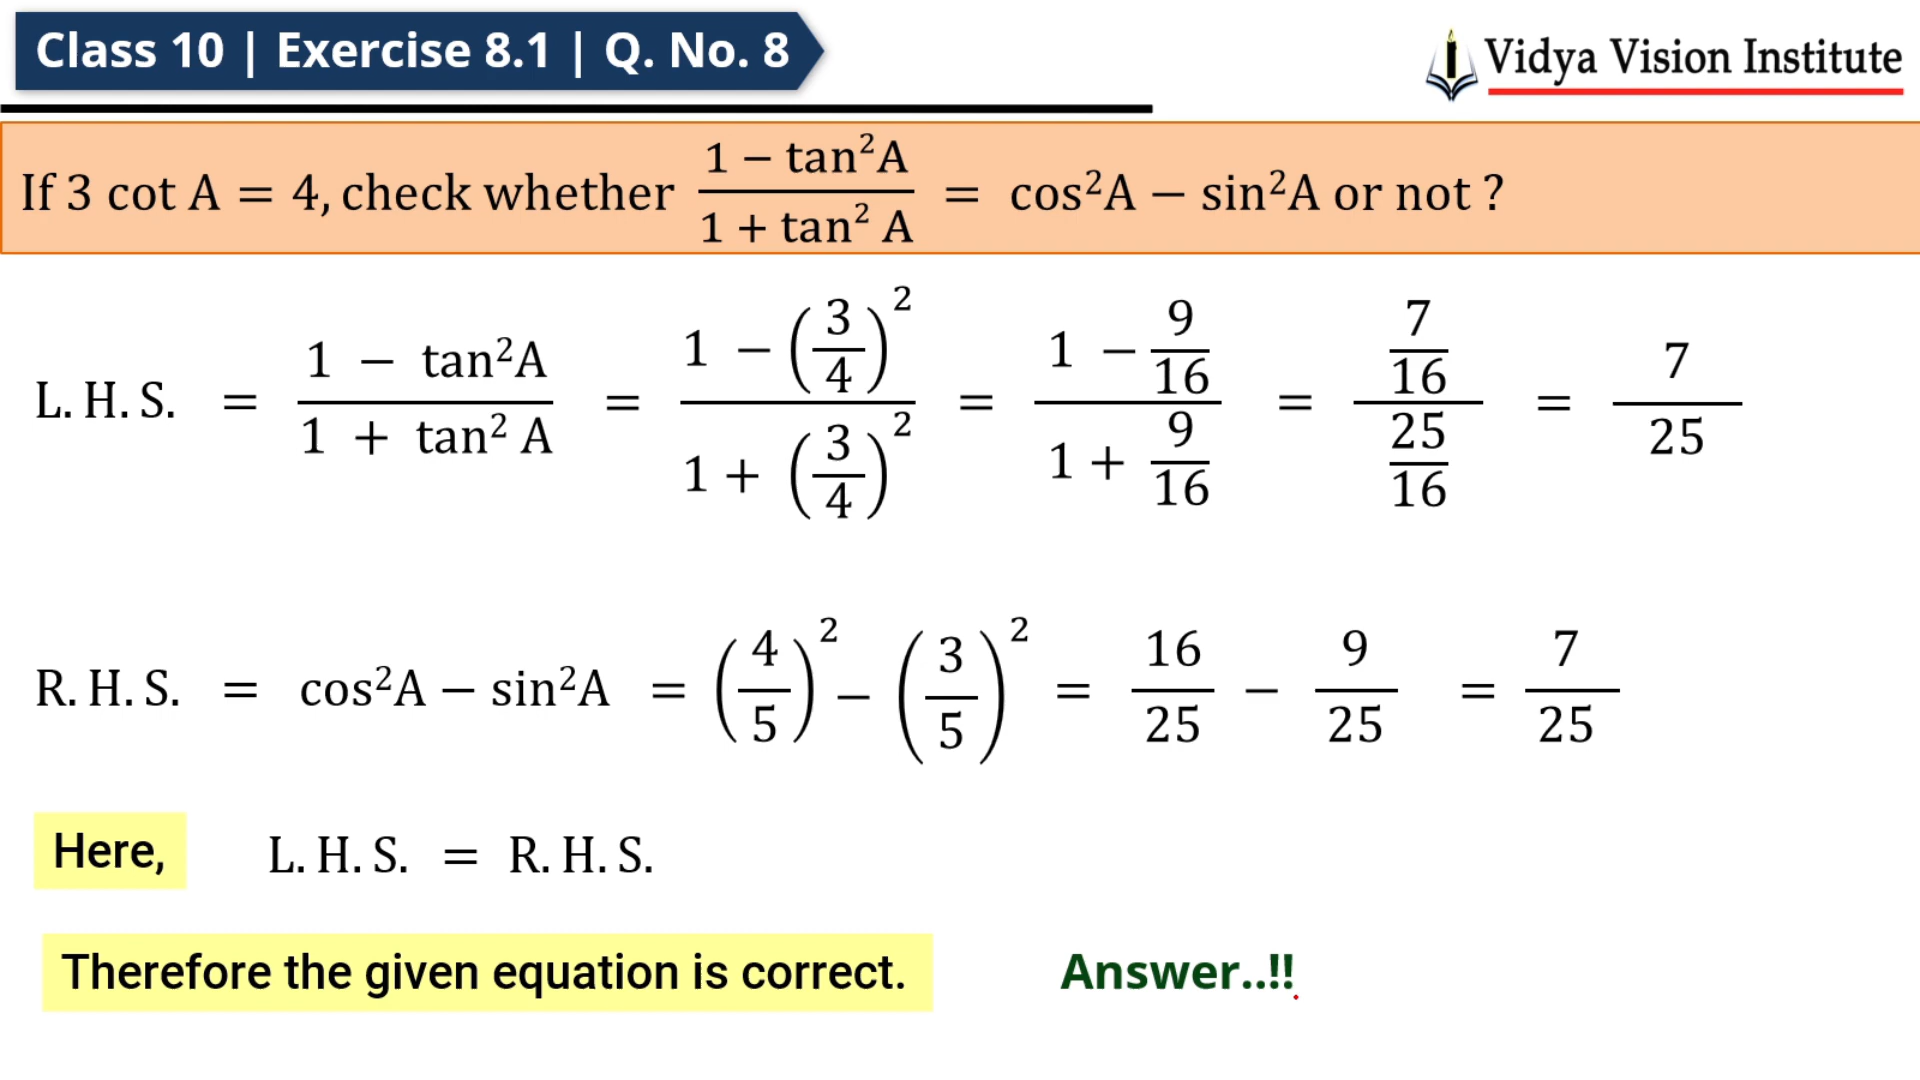 Class 10 | Exercise 8.1 | Q. No. 8
Vidya Vision Institute
If 3 cot A = 4, check whether (1 − tan²A)/(1 + tan² A) = cos²A − sin²A or not ?
L. H. S. = (1 − tan²A)/(1 + tan² A) = (1 − (3/4)²)/(1 + (3/4)²) = (1 − 9/16)/(1 + 9/16) = (7/16)/(25/16) = 7/25
R. H. S. = cos²A − sin²A = (4/5)² − (3/5)² = 16/25 − 9/25 = 7/25
Here, L. H. S. = R. H. S.
Therefore the given equation is correct. Answer..!!